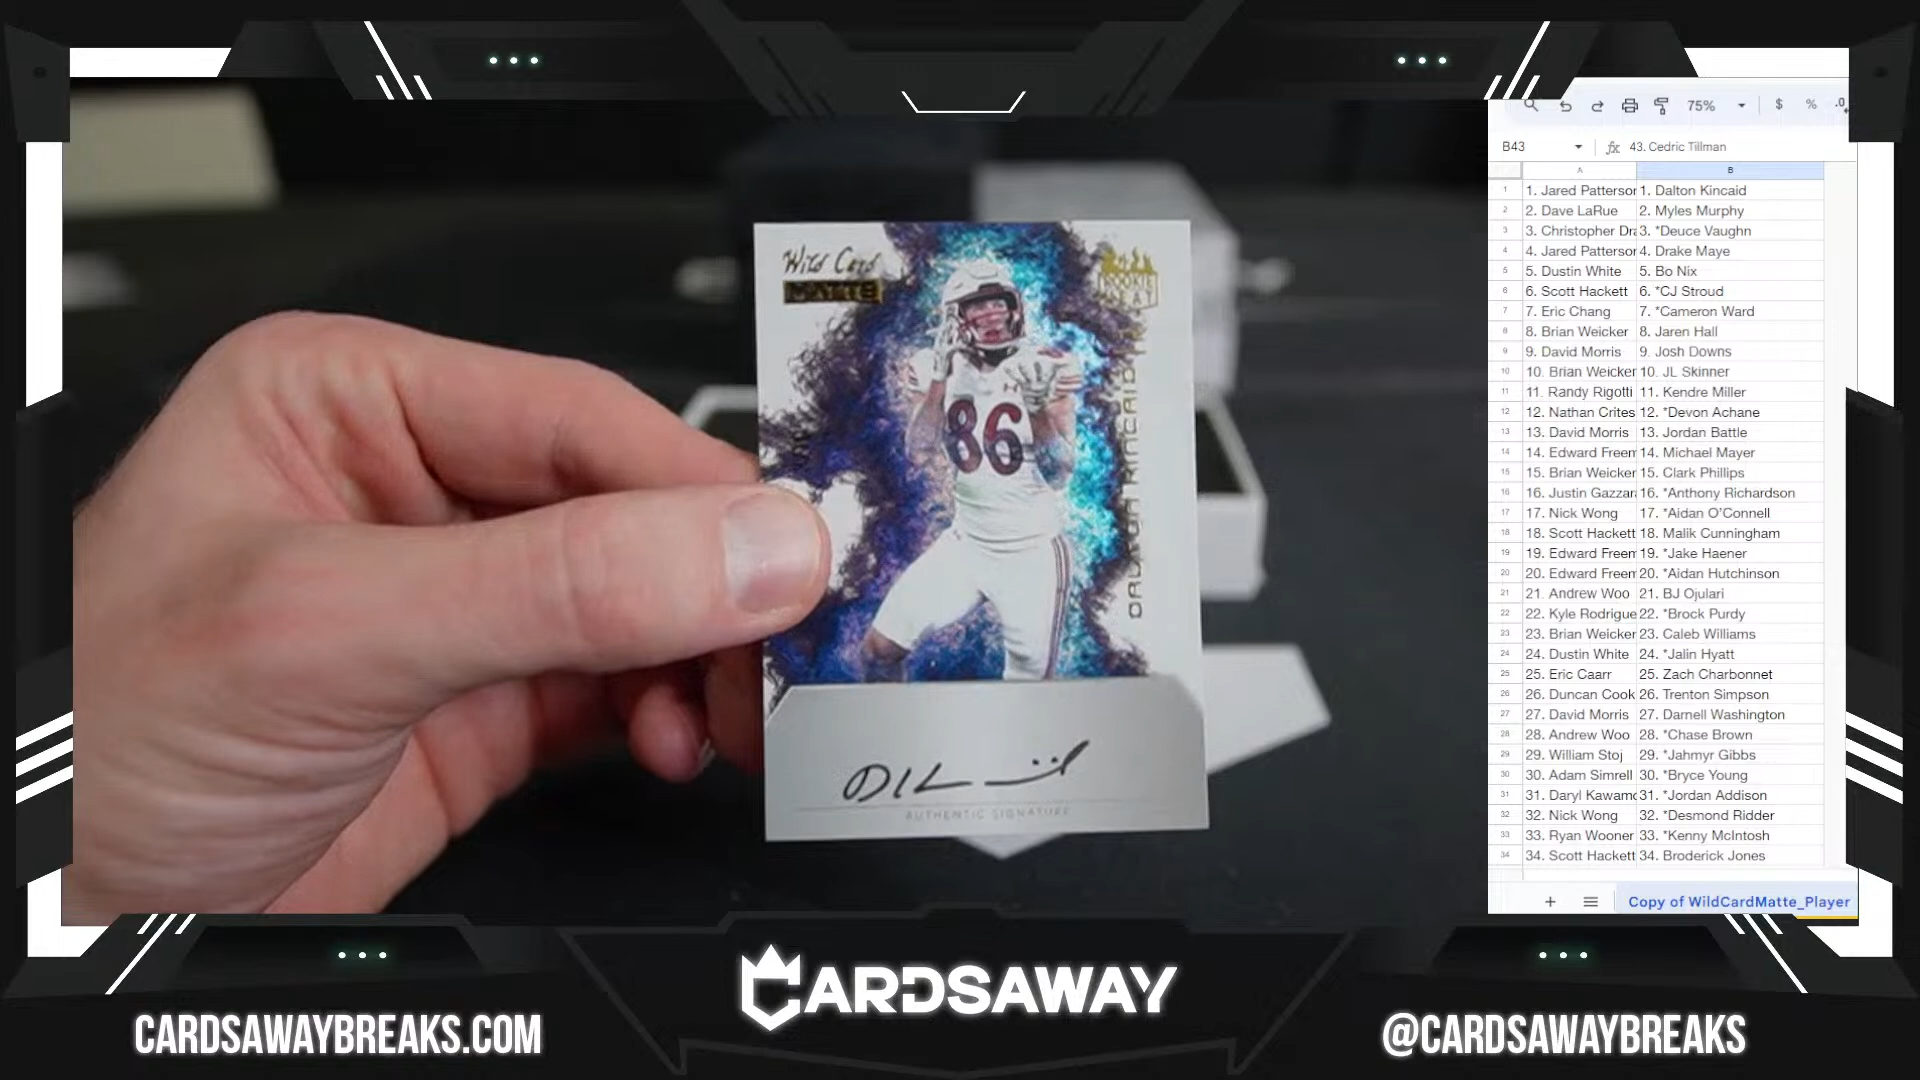 75%
$
%
.0
B43
fx
43. Cedric Tillman
A
B
1 1. Jared Patterson 1. Dalton Kincaid
2 2. Dave LaRue 2. Myles Murphy
3 3. Christopher Dra 3. *Deuce Vaughn
4 4. Jared Patterson 4. Drake Maye
5 5. Dustin White 5. Bo Nix
6 6. Scott Hackett 6. *CJ Stroud
7 7. Eric Chang 7. *Cameron Ward
8 8. Brian Weicker 8. Jaren Hall
9 9. David Morris 9. Josh Downs
10 10. Brian Weicker 10. JL Skinner
11 11. Randy Rigotti 11. Kendre Miller
12 12. Nathan Crites 12. *Devon Achane
13 13. David Morris 13. Jordan Battle
14 14. Edward Freem 14. Michael Mayer
15 15. Brian Weicker 15. Clark Phillips
16 16. Justin Gazzara 16. *Anthony Richardson
17 17. Nick Wong 17. *Aidan O’Connell
18 18. Scott Hackett 18. Malik Cunningham
19 19. Edward Freem 19. *Jake Haener
20 20. Edward Freem 20. *Aidan Hutchinson
21 21. Andrew Woo 21. BJ Ojulari
22 22. Kyle Rodrigue 22. *Brock Purdy
23 23. Brian Weicker 23. Caleb Williams
24 24. Dustin White 24. *Jalin Hyatt
25 25. Eric Caarr 25. Zach Charbonnet
26 26. Duncan Cook 26. Trenton Simpson
27 27. David Morris 27. Darnell Washington
28 28. Andrew Woo 28. *Chase Brown
29 29. William Stoj 29. *Jahmyr Gibbs
30 30. Adam Simrell 30. *Bryce Young
31 31. Daryl Kawamo 31. *Jordan Addison
32 32. Nick Wong 32. *Desmond Ridder
33 33. Ryan Wooner 33. *Kenny McIntosh
34 34. Scott Hackett 34. Broderick Jones
Copy of WildCardMatte_Player
Wild Card
MATTE
ROOKIE
DALTON KINCAID
86
AUTHENTIC SIGNATURE
CARDSAWAY
CARDSAWAYBREAKS.COM
@CARDSAWAYBREAKS